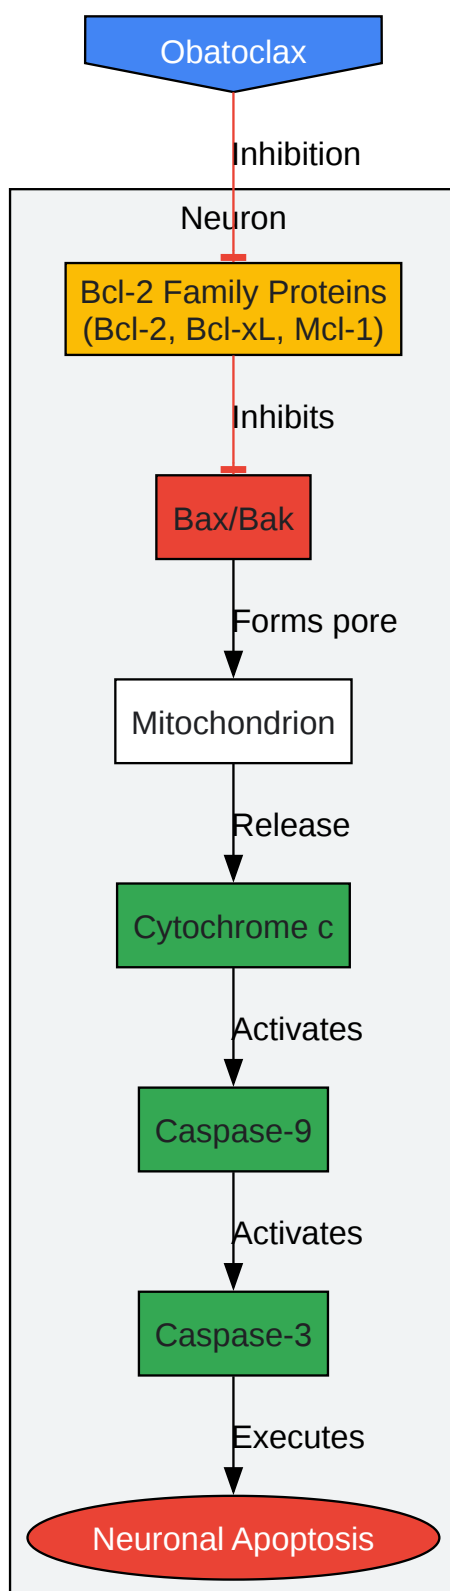 Obatoclax
Inhibition
Neuron
Bcl-2 Family Proteins
(Bcl-2, Bcl-xL, Mcl-1)
Inhibits
Bax/Bak
Forms pore
Mitochondrion
Release
Cytochrome c
Activates
Caspase-9
Activates
Caspase-3
Executes
Neuronal Apoptosis